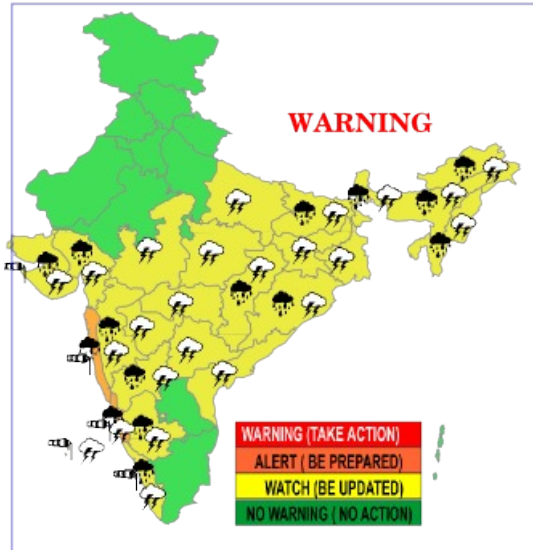 WARNING
WARNING (TAKE ACTION)
ALERT ( BE PREPARED)
WATCH (BE UPDATED)
NO WARNING ( NO ACTION)